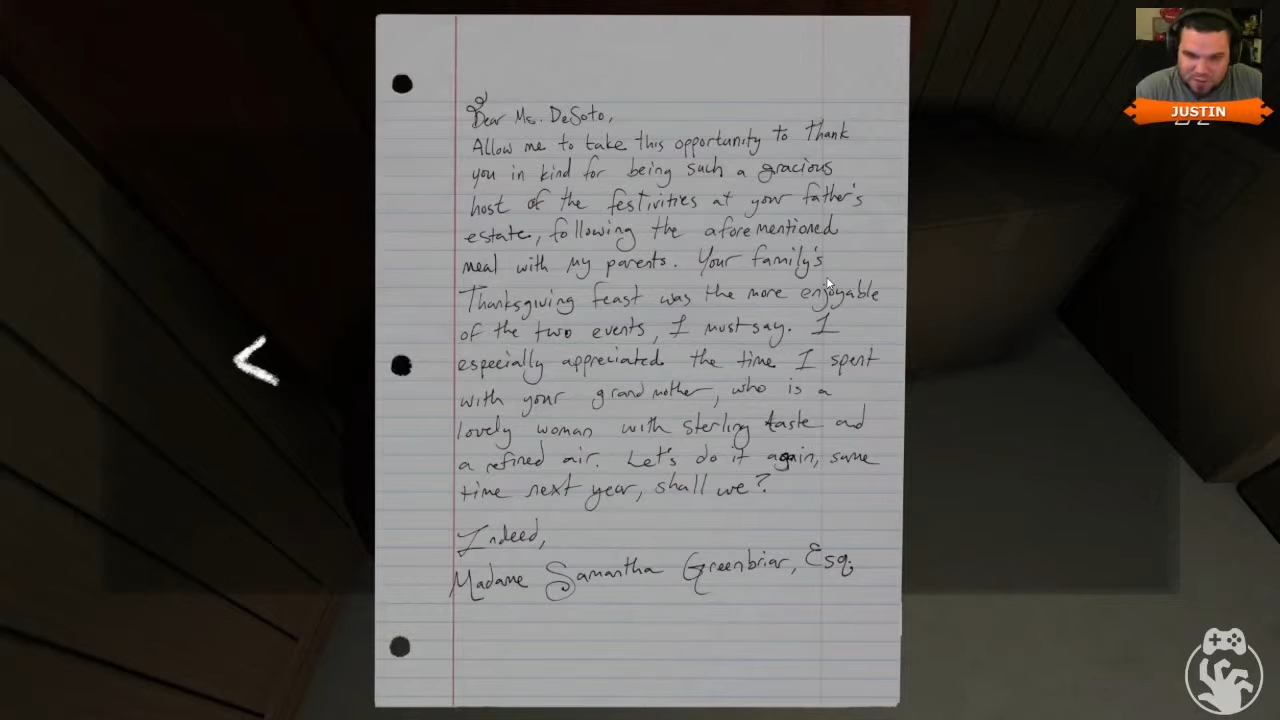 JUSTIN
Dear Ms. DeSoto,
Allow me to take this opportunity to thank
you in kind for being such a gracious
host of the festivities at your father's
estate, following the aforementioned
meal with my parents. Your family's
Thanksgiving feast was the more enjoyable
of the two events, I must say. I
especially appreciated the time I spent
with your grandmother, who is a
lovely woman with sterling taste and
a refined air. Let's do it again, same
time next year, shall we?
Indeed,
Madame Samantha Greenbriar, Esq.